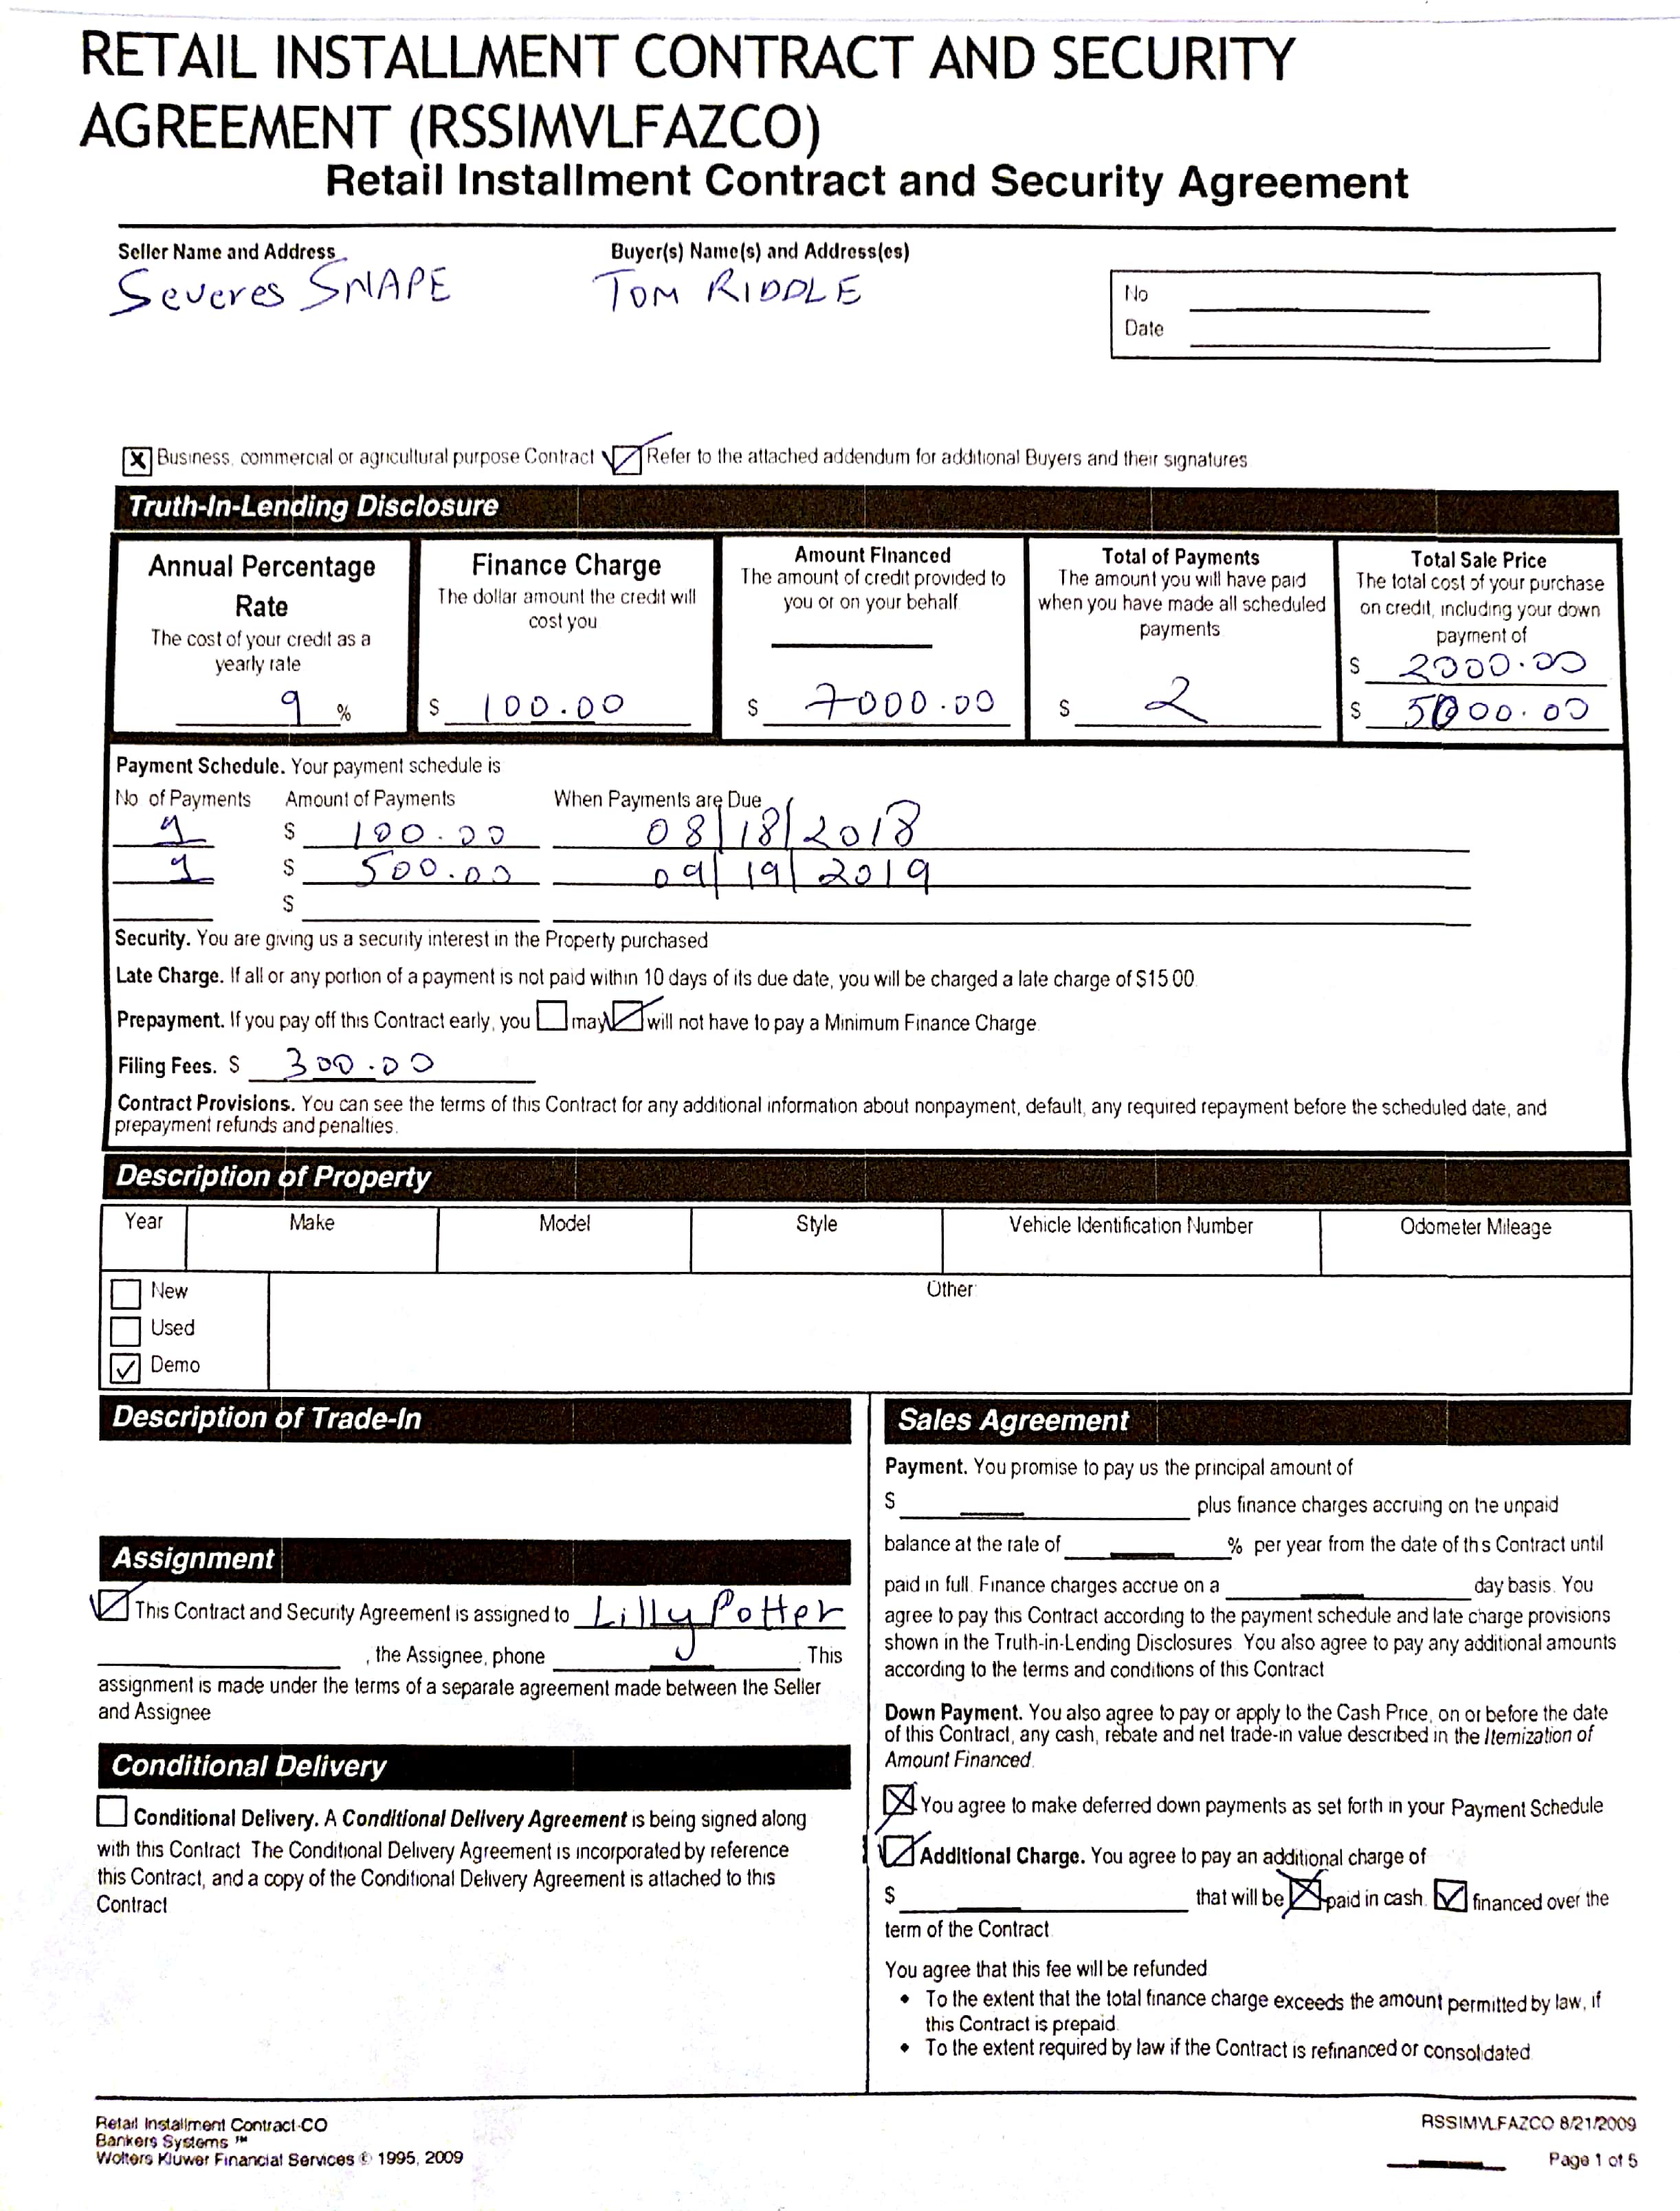 RETAIL INSTALLMENT CONTRACT AND SECURITY
AGREEMENT (RSSIMVLFAZCO)
Retail Installment Contract and Security Agreement
Seller Name and Address
Severes SNAPE
Buyer(s) Name(s) and Address(es)
TOM RIDDLE
No
Date
Business, commercial or agricultural purpose Contract Refer to the attached addendum for additional Buyers and their signatures
Truth-In-Lending Disclosure
Annual Percentage
Rate
The cost of your credit as a
yearly rate
9 %
Finance Charge
The dollar amount the credit will
cost you
$ 100.00
Amount Financed
The amount of credit provided to
you or on your behalf
$ 7000.00
Total of Payments
The amount you will have paid
when you have made all scheduled
payments
$ 2
Total Sale Price
The total cost of your purchase
on credit, including your down
payment of
$ 2000.00
$ 5000.00
Payment Schedule. Your payment schedule is
No of Payments Amount of Payments When Payments are Due
1 $ 100.00 08/18/2018
1 $ 500.00 09/19/2019
$
Security. You are giving us a security interest in the Property purchased
Late Charge. If all or any portion of a payment is not paid within 10 days of its due date, you will be charged a late charge of $15 00
Prepayment. If you pay off this Contract early, you may will not have to pay a Minimum Finance Charge
Filing Fees. $ 300.00
Contract Provisions. You can see the terms of this Contract for any additional information about nonpayment, default, any required repayment before the scheduled date, and
prepayment refunds and penalties.
Description of Property
Year Make Model Style Vehicle Identification Number Odometer Mileage
New
Used
Demo
Other
Description of Trade-In
Assignment
This Contract and Security Agreement is assigned to Lilly Potter
, the Assignee, phone This
assignment is made under the terms of a separate agreement made between the Seller
and Assignee
Conditional Delivery
Conditional Delivery. A Conditional Delivery Agreement is being signed along
with this Contract The Conditional Delivery Agreement is incorporated by reference
this Contract, and a copy of the Conditional Delivery Agreement is attached to this
Contract
Sales Agreement
Payment. You promise to pay us the principal amount of
$ plus finance charges accruing on the unpaid
balance at the rate of % per year from the date of ths Contract until
paid in full. Finance charges accrue on a day basis. You
agree to pay this Contract according to the payment schedule and late charge provisions
shown in the Truth-in-Lending Disclosures You also agree to pay any additional amounts
according to the terms and conditions of this Contract
Down Payment. You also agree to pay or apply to the Cash Price, on or before the date
of this Contract, any cash, rebate and net trade-in value described in the Itemization of
Amount Financed.
You agree to make deferred down payments as set forth in your Payment Schedule
Additional Charge. You agree to pay an additional charge of
$ that will be paid in cash. financed over the
term of the Contract
You agree that this fee will be refunded
• To the extent that the total finance charge exceeds the amount permitted by law, if
this Contract is prepaid.
• To the extent required by law if the Contract is refinanced or consolidated
Retail Installment Contract-CO
Bankers Systems ™
Wolters Kluwer Financial Services © 1995, 2009
RSSIMVLFAZCO 8/21/2009
Page 1 of 5